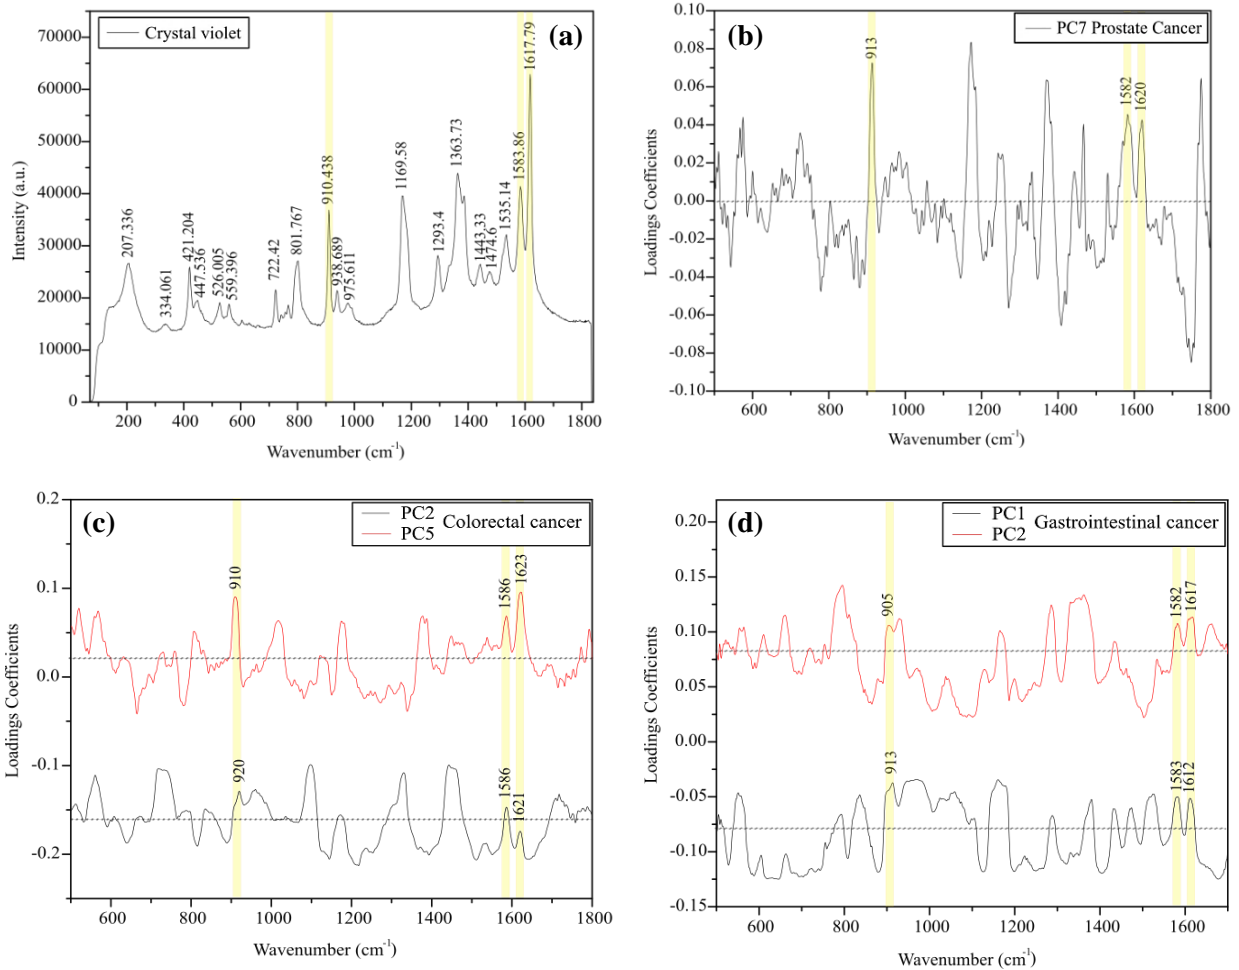 Crystal violet
(a)
70000
60000
50000
40000
30000
20000
10000
0
Intensity (a.u.)
207.336
334.061
421.204
447.536
526.005
559.396
722.42
801.767
910.438
938.689
975.611
1169.58
1293.4
1363.73
1443.33
1474.6
1535.14
1583.86
1617.79
200 400 600 800 1000 1200 1400 1600 1800
Wavenumber (cm-1)
(b)
PC7 Prostate Cancer
0.10
0.08
0.06
0.04
0.02
0.00
-0.02
-0.04
-0.06
-0.08
-0.10
Loadings Coefficients
913
1582
1620
600 800 1000 1200 1400 1600 1800
Wavenumber (cm-1)
(c)
PC2
PC5
Colorectal cancer
0.2
0.1
0.0
-0.1
-0.2
Loadings Coefficients
910
1586
1623
920
1586
1621
600 800 1000 1200 1400 1600 1800
Wavenumber (cm-1)
(d)
PC1
PC2
Gastrointestinal cancer
0.20
0.15
0.10
0.05
0.00
-0.05
-0.10
-0.15
Loadings Coefficients
905
1582
1617
913
1583
1612
600 800 1000 1200 1400 1600
Wavenumber (cm-1)